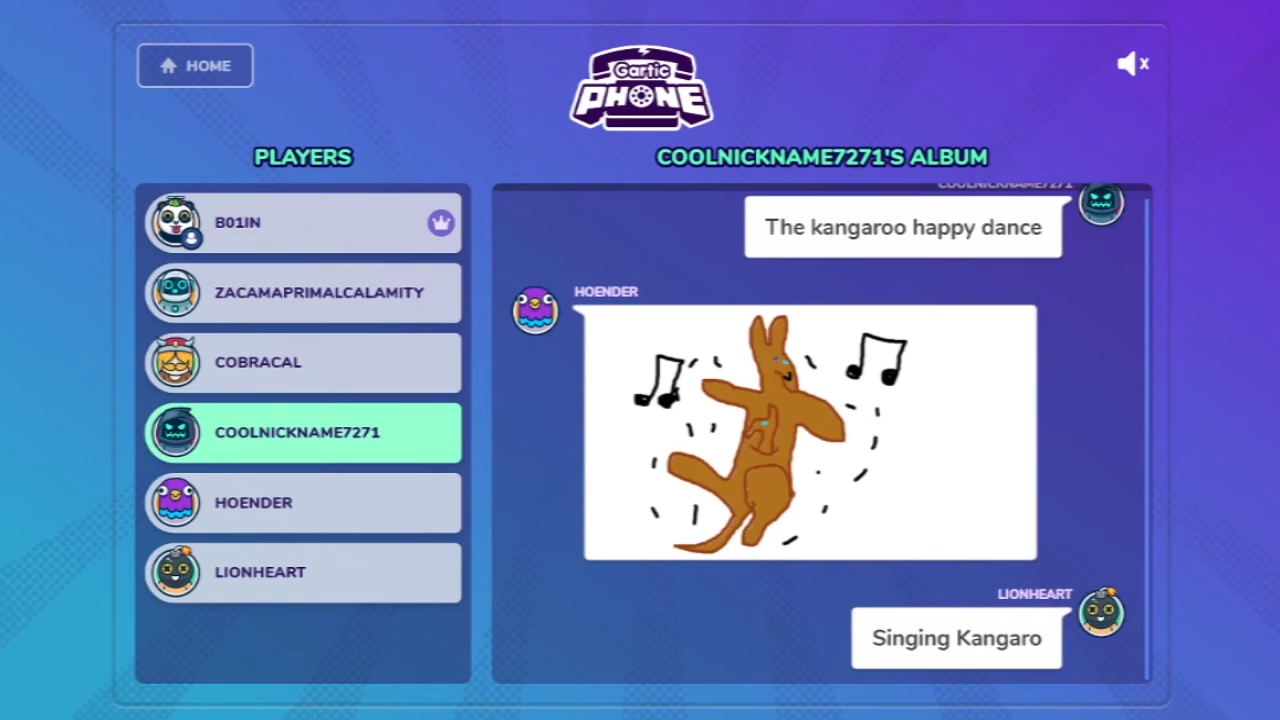 HOME
Gartic
PHONE
x
PLAYERS
COOLNICKNAME7271'S ALBUM
B01IN
ZACAMAPRIMALCALAMITY
COBRACAL
COOLNICKNAME7271
HOENDER
LIONHEART
COOLNICKNAME7271
The kangaroo happy dance
HOENDER
LIONHEART
Singing Kangaro